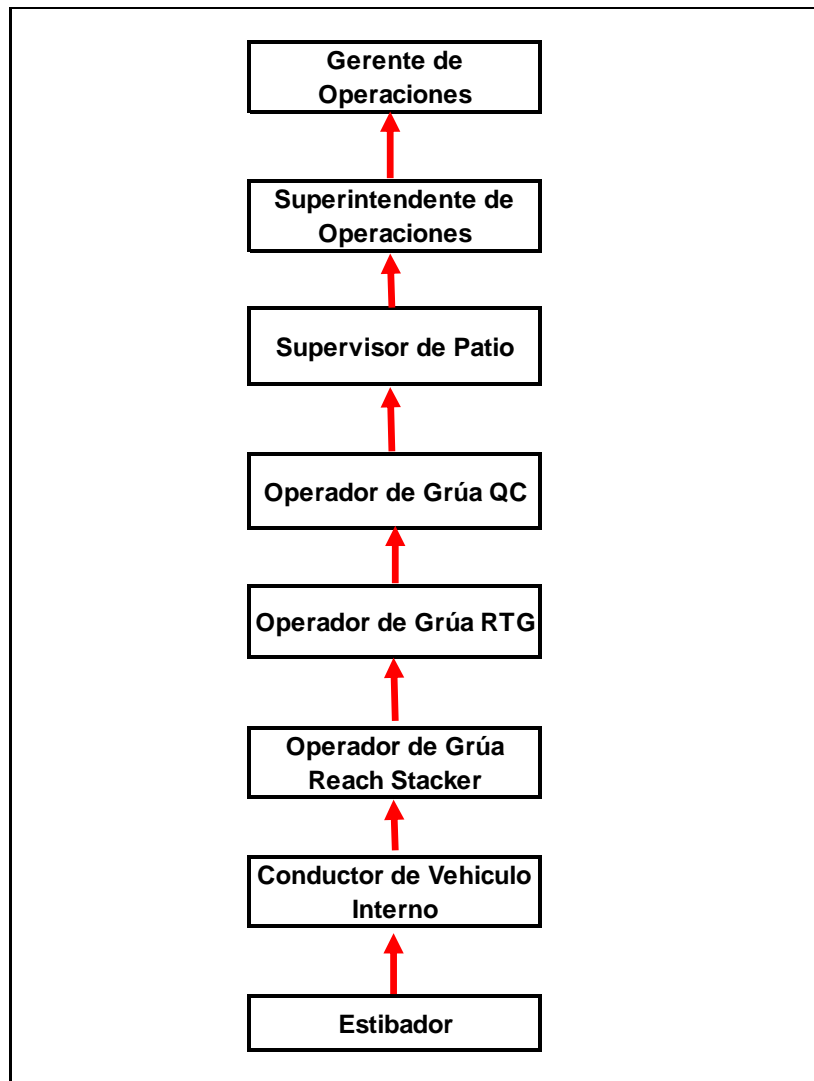 Gerente de
Operaciones
Superintendente de
Operaciones
Supervisor de Patio
Operador de Grúa QC
Operador de Grúa RTG
Operador de Grúa
Reach Stacker
Conductor de Vehiculo
Interno
Estibador